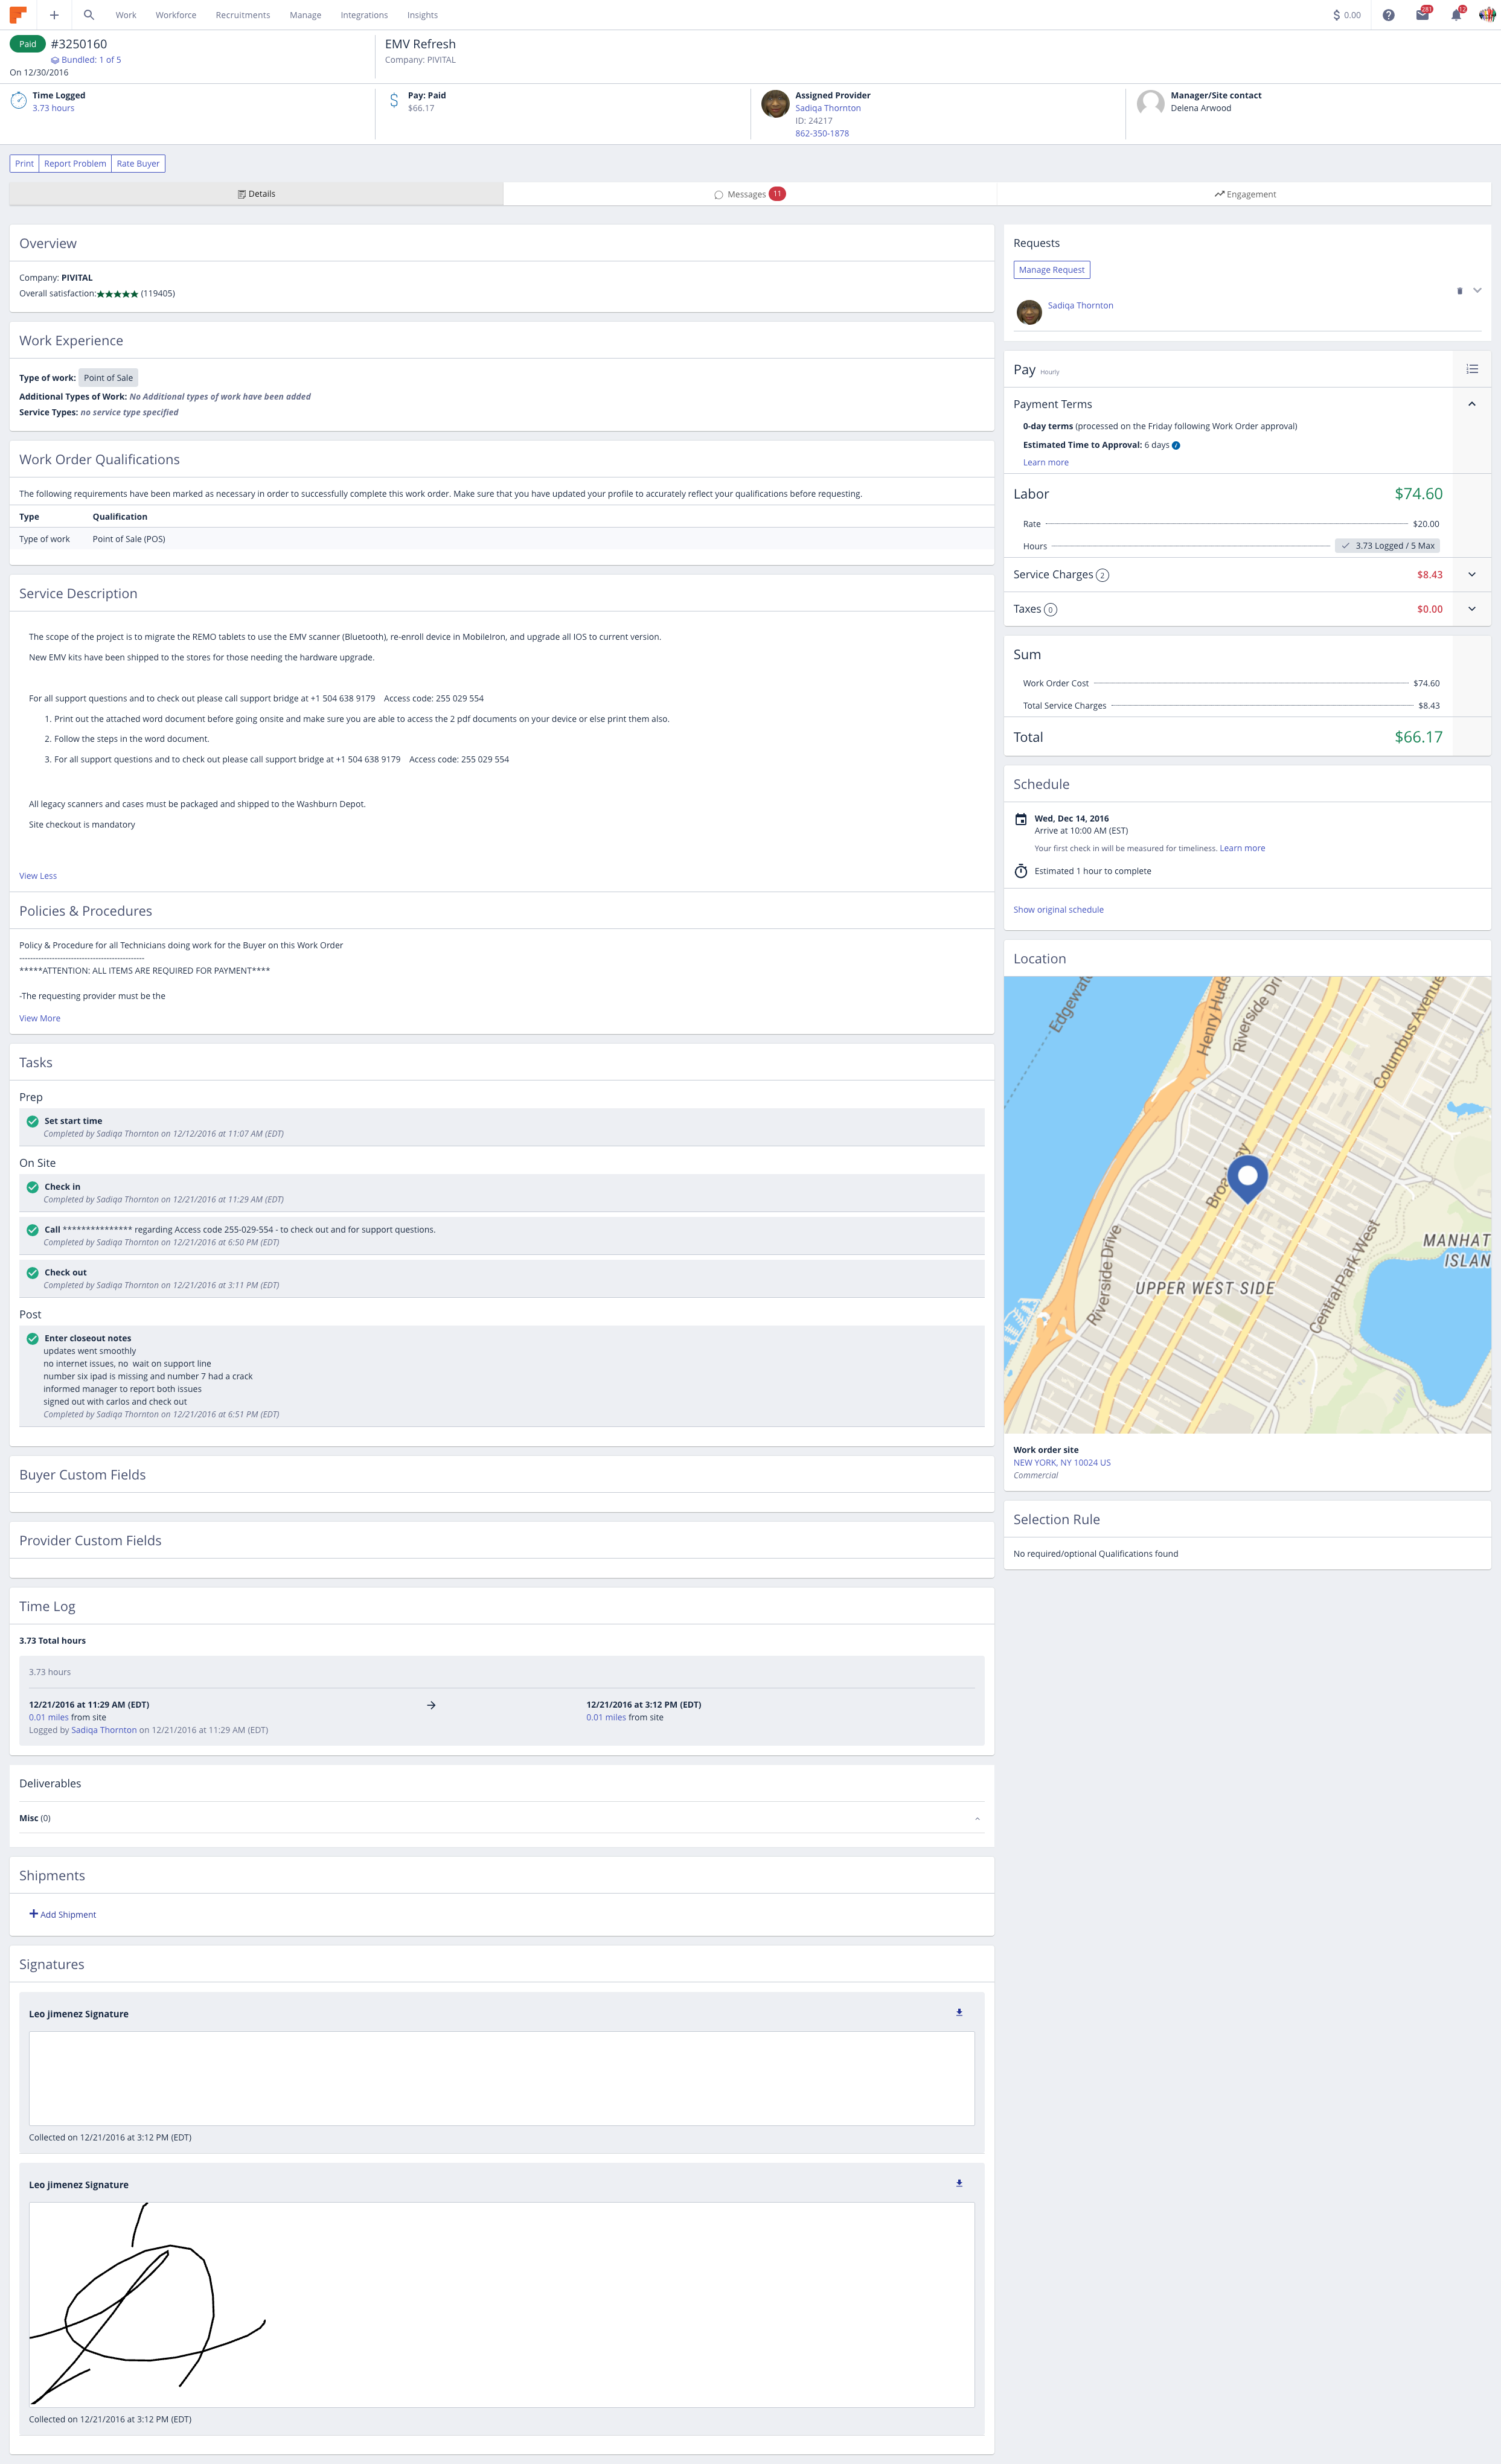 Work
Workforce
Recruitments
Manage
Integrations
Insights
$ 0.00
281
12
Paid
#3250160
Bundled: 1 of 5
On 12/30/2016
EMV Refresh
Company: PIVITAL
Time Logged
3.73 hours
Pay: Paid
$66.17
Assigned Provider
Sadiqa Thornton
ID: 24217
862-350-1878
Manager/Site contact
Delena Arwood
Print
Report Problem
Rate Buyer
Details
Messages 11
Engagement
Overview
Company: PIVITAL
Overall satisfaction:★★★★★ (119405)
Work Experience
Type of work: Point of Sale
Additional Types of Work: No Additional types of work have been added
Service Types: no service type specified
Work Order Qualifications
The following requirements have been marked as necessary in order to successfully complete this work order. Make sure that you have updated your profile to accurately reflect your qualifications before requesting.
Type Qualification
Type of work Point of Sale (POS)
Service Description
The scope of the project is to migrate the REMO tablets to use the EMV scanner (Bluetooth), re-enroll device in MobileIron, and upgrade all IOS to current version.
New EMV kits have been shipped to the stores for those needing the hardware upgrade.
For all support questions and to check out please call support bridge at +1 504 638 9179 Access code: 255 029 554
1. Print out the attached word document before going onsite and make sure you are able to access the 2 pdf documents on your device or else print them also.
2. Follow the steps in the word document.
3. For all support questions and to check out please call support bridge at +1 504 638 9179 Access code: 255 029 554
All legacy scanners and cases must be packaged and shipped to the Washburn Depot.
Site checkout is mandatory
View Less
Policies & Procedures
Policy & Procedure for all Technicians doing work for the Buyer on this Work Order
----------------------------------------------
*****ATTENTION: ALL ITEMS ARE REQUIRED FOR PAYMENT****
-The requesting provider must be the
View More
Tasks
Prep
Set start time
Completed by Sadiqa Thornton on 12/12/2016 at 11:07 AM (EDT)
On Site
Check in
Completed by Sadiqa Thornton on 12/21/2016 at 11:29 AM (EDT)
Call *************** regarding Access code 255-029-554 - to check out and for support questions.
Completed by Sadiqa Thornton on 12/21/2016 at 6:50 PM (EDT)
Check out
Completed by Sadiqa Thornton on 12/21/2016 at 3:11 PM (EDT)
Post
Enter closeout notes
updates went smoothly
no internet issues, no wait on support line
number six ipad is missing and number 7 had a crack
informed manager to report both issues
signed out with carlos and check out
Completed by Sadiqa Thornton on 12/21/2016 at 6:51 PM (EDT)
Buyer Custom Fields
Provider Custom Fields
Time Log
3.73 Total hours
3.73 hours
12/21/2016 at 11:29 AM (EDT)
0.01 miles from site
Logged by Sadiqa Thornton on 12/21/2016 at 11:29 AM (EDT)
12/21/2016 at 3:12 PM (EDT)
0.01 miles from site
Deliverables
Misc (0)
Shipments
Add Shipment
Signatures
Leo jimenez Signature
Collected on 12/21/2016 at 3:12 PM (EDT)
Leo jimenez Signature
Collected on 12/21/2016 at 3:12 PM (EDT)
Requests
Manage Request
Sadiqa Thornton
Pay Hourly
Payment Terms
0-day terms (processed on the Friday following Work Order approval)
Estimated Time to Approval: 6 days
Learn more
Labor $74.60
Rate $20.00
Hours 3.73 Logged / 5 Max
Service Charges 2 $8.43
Taxes 0 $0.00
Sum
Work Order Cost $74.60
Total Service Charges $8.43
Total $66.17
Schedule
Wed, Dec 14, 2016
Arrive at 10:00 AM (EST)
Your first check in will be measured for timeliness. Learn more
Estimated 1 hour to complete
Show original schedule
Location
Henry Huds
Riverside Dri
Columbus Avenue
Riverside Drive
UPPER WEST SIDE
Central Park West
MANHAT
ISLAN
Work order site
NEW YORK, NY 10024 US
Commercial
Selection Rule
No required/optional Qualifications found